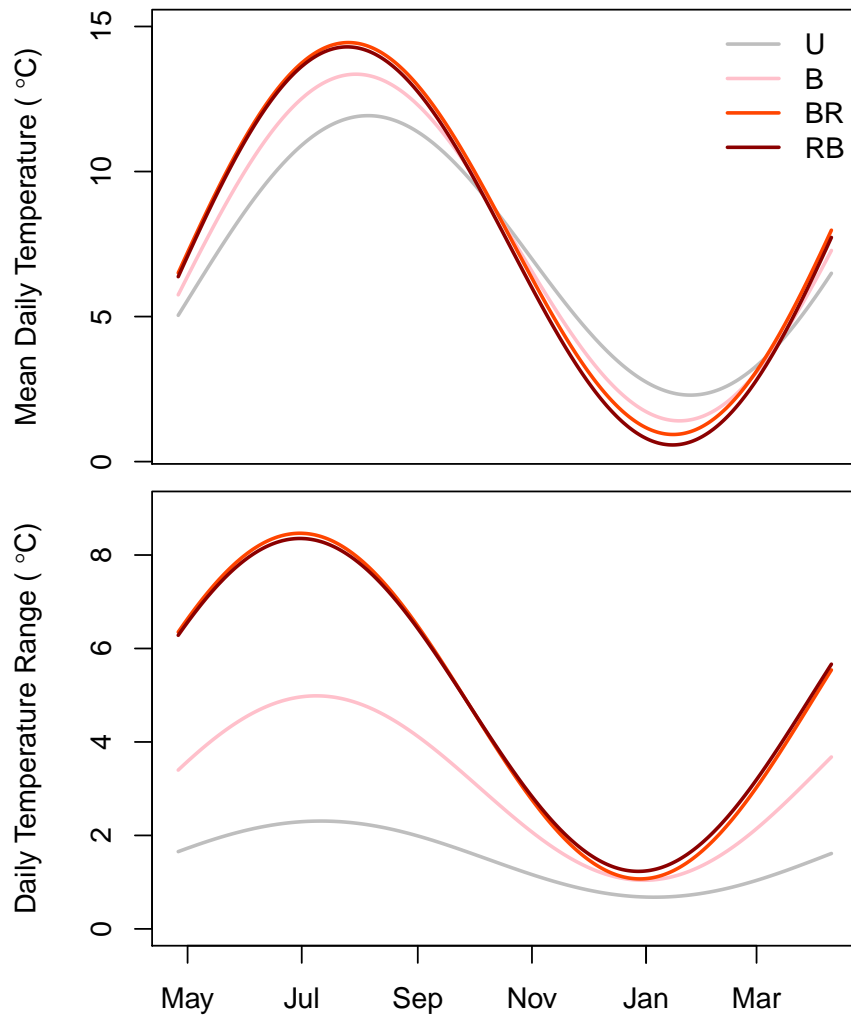 Mean Daily Temperature ( °C)
15
10
5
0
U
B
BR
RB
Daily Temperature Range ( °C)
8
6
4
2
0
May Jul Sep Nov Jan Mar